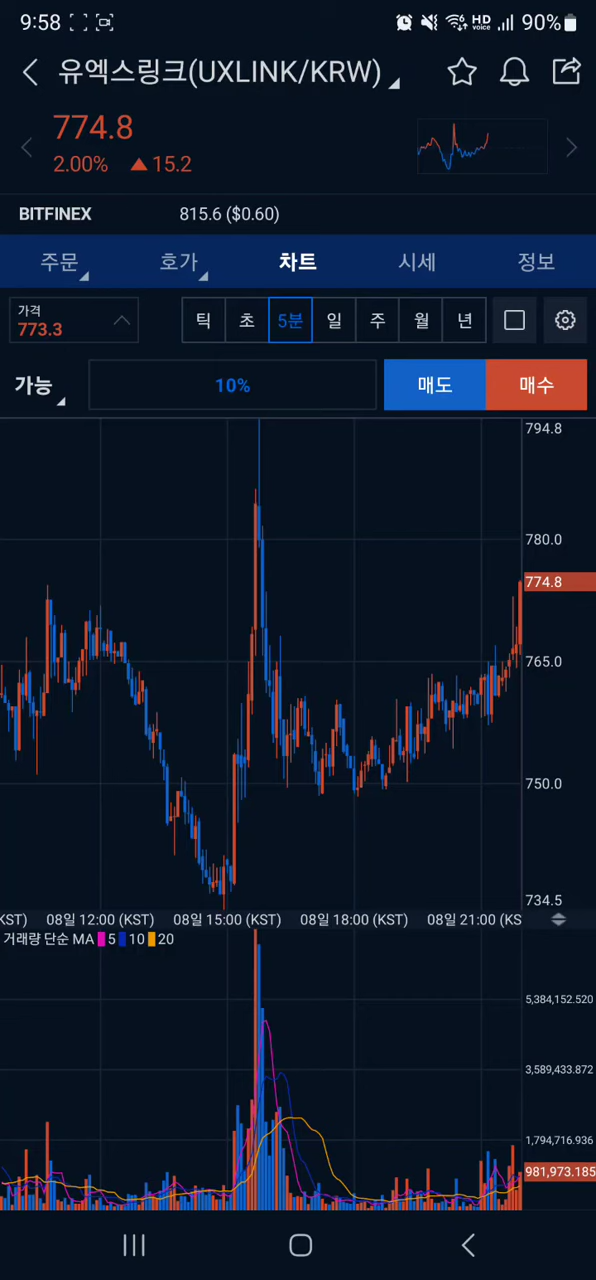 9:58 HD voice 90%
유엑스링크(UXLINK/KRW)
774.8
2.00% ▲ 15.2
BITFINEX 815.6 ($0.60)
주문 호가 차트 시세 정보
가격
773.3
틱 초 5분 일 주 월 년
가능 10% 매도 매수
794.8
780.0
774.8
765.0
750.0
734.5
KST) 08일 12:00 (KST) 08일 15:00 (KST) 08일 18:00 (KST) 08일 21:00 (KS
거래량 단순 MA 5 10 20
5,384,152.520
3,589,433.872
1,794,716.936
981,973.185